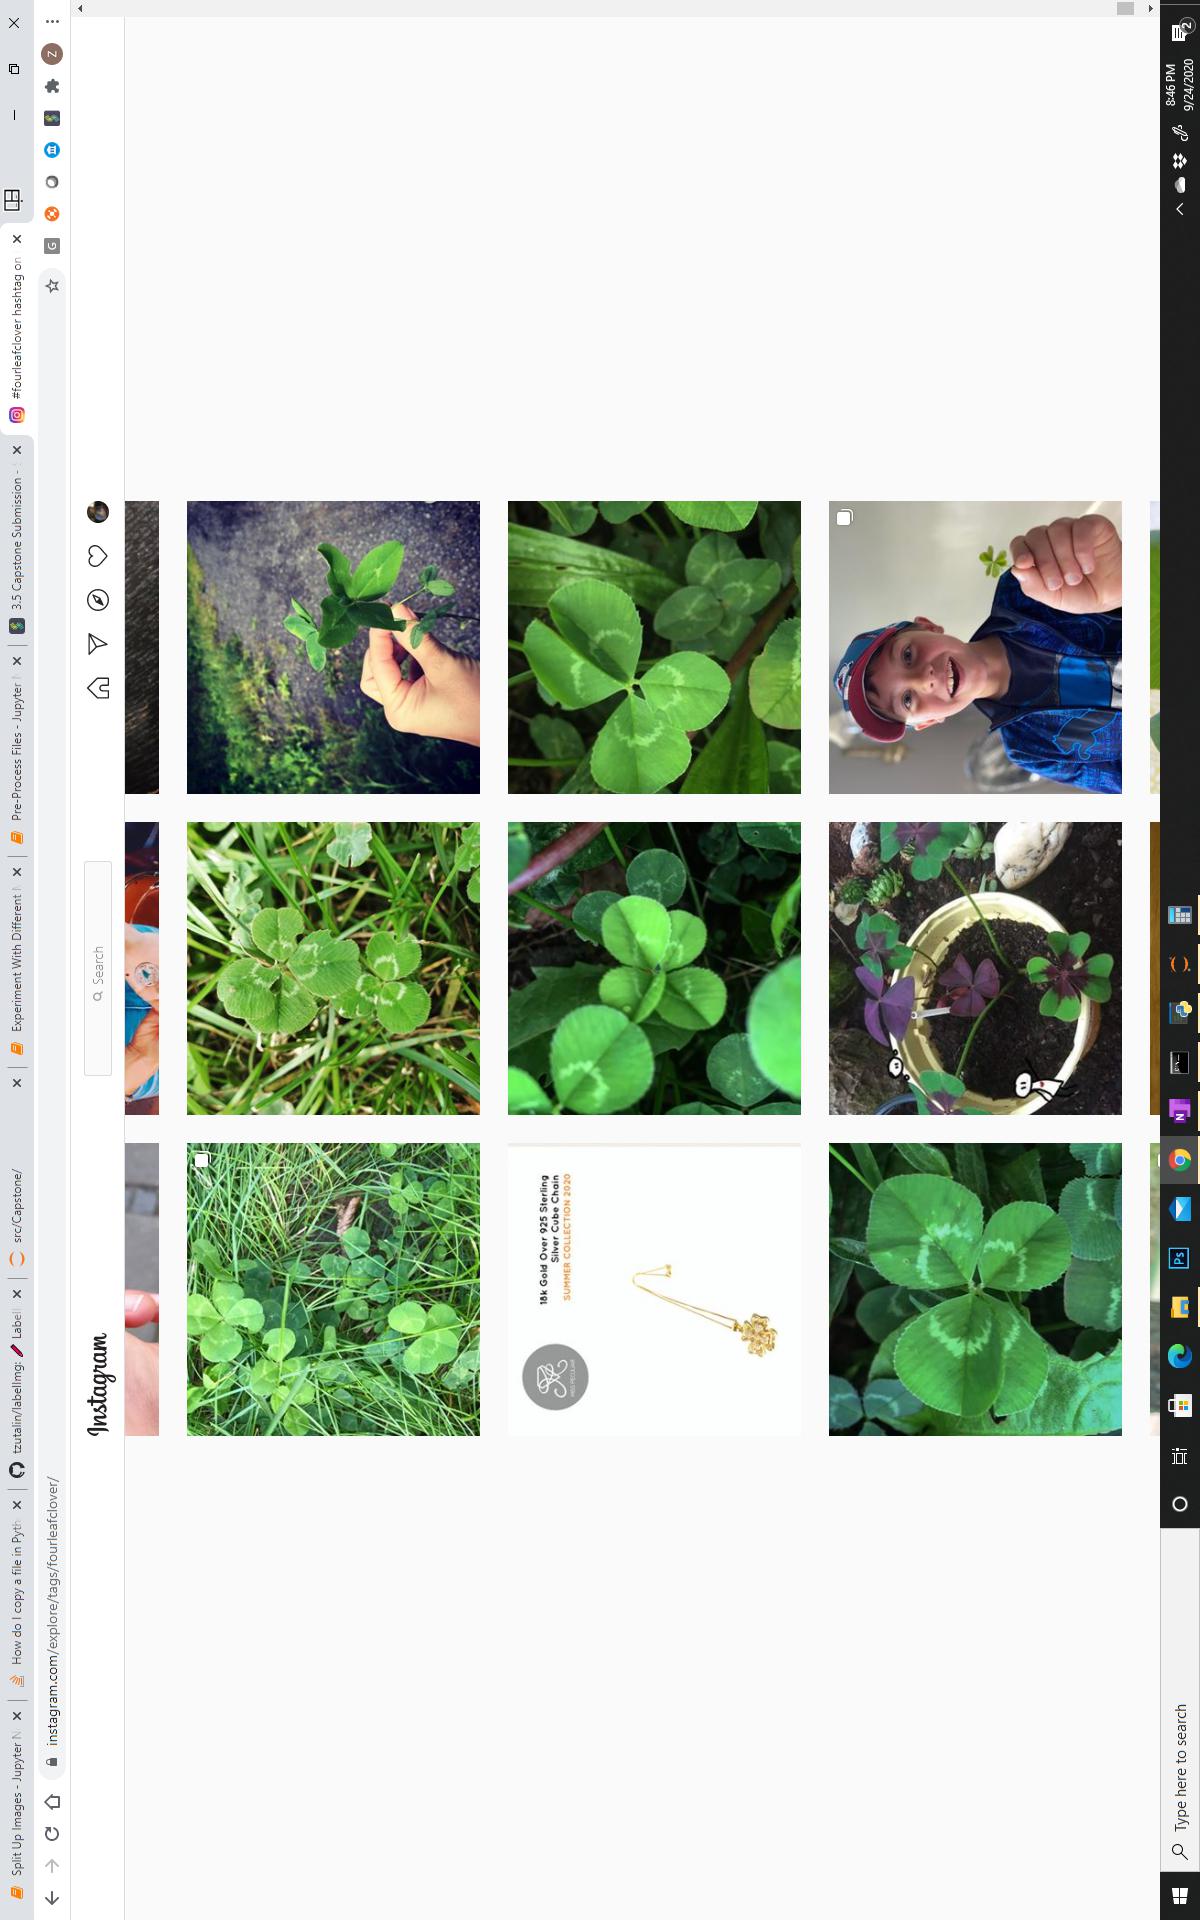 Split Up Images - Jupyter N
How do I copy a file in Pyth
tzutalin/labelImg: 
Labell
src/Capstone/
Experiment With Different
Pre-Process Files - Jupyter
3.5 Capstone Submission -
#fourleafclover hashtag on
G
Z
instagram.com/explore/tags/fourleafclover/
Instagram
Search
18k Gold Over 925 Sterling
Silver Cube Chain
SUMMER COLLECTION 2020
Type here to search
Ps
N
8:46 PM
9/24/2020
2